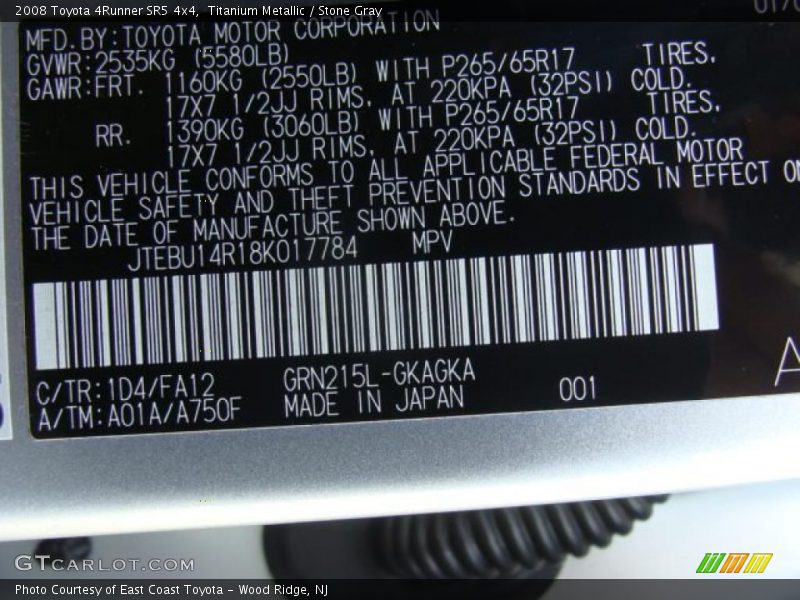 2008 Toyota 4Runner SR5 4x4, Titanium Metallic / Stone Gray
MFD. BY: TOYOTA MOTOR CORPORATION
GVWR: 2535KG (5580LB)
GAWR: FRT. 1160KG (2550LB) WITH P265/65R17 TIRES,
17X7 1/2JJ RIMS, AT 220KPA (32PSI) COLD.
RR. 1390KG (3060LB) WITH P265/65R17 TIRES,
17X7 1/2JJ RIMS, AT 220KPA (32PSI) COLD.
THIS VEHICLE CONFORMS TO ALL APPLICABLE FEDERAL MOTOR
VEHICLE SAFETY AND THEFT PREVENTION STANDARDS IN EFFECT ON
THE DATE OF MANUFACTURE SHOWN ABOVE.
JTEBU14R18K017784 MPV
C/TR: 1D4/FA12 GRN215L-GKAGKA
A/TM: A01A/A750F MADE IN JAPAN 001
A
GTCARLOT.COM
Photo Courtesy of East Coast Toyota - Wood Ridge, NJ